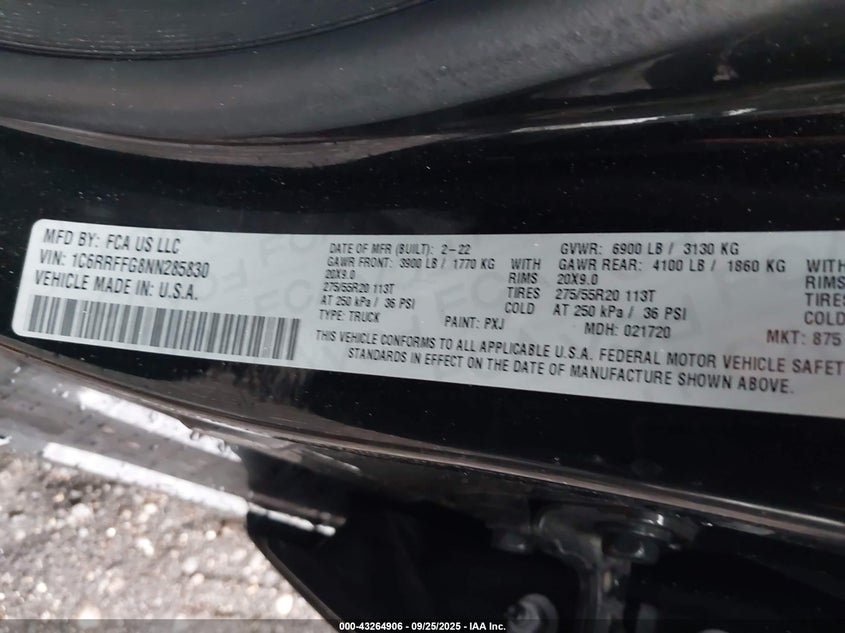 MFD BY: FCA US LLC
VIN: 1C6RRFFG8NN285830
VEHICLE MADE IN: U.S.A.
DATE OF MFR (BUILT): 2-22
GAWR FRONT: 3900 LB / 1770 KG
20X9.0 RIMS
275/55R20 113T TIRES
AT 250 kPa / 36 PSI COLD
TYPE: TRUCK
PAINT: PXJ
GVWR: 6900 LB / 3130 KG
GAWR REAR: 4100 LB / 1860 KG
20X9.0 RIMS
275/55R20 113T TIRES
AT 250 kPa / 36 PSI COLD
MDH: 021720
MKT: 875
THIS VEHICLE CONFORMS TO ALL APPLICABLE U.S.A. FEDERAL MOTOR VEHICLE SAFET
STANDARDS IN EFFECT ON THE DATE OF MANUFACTURE SHOWN ABOVE.
000-43264906 - 09/25/2025 - IAA Inc.